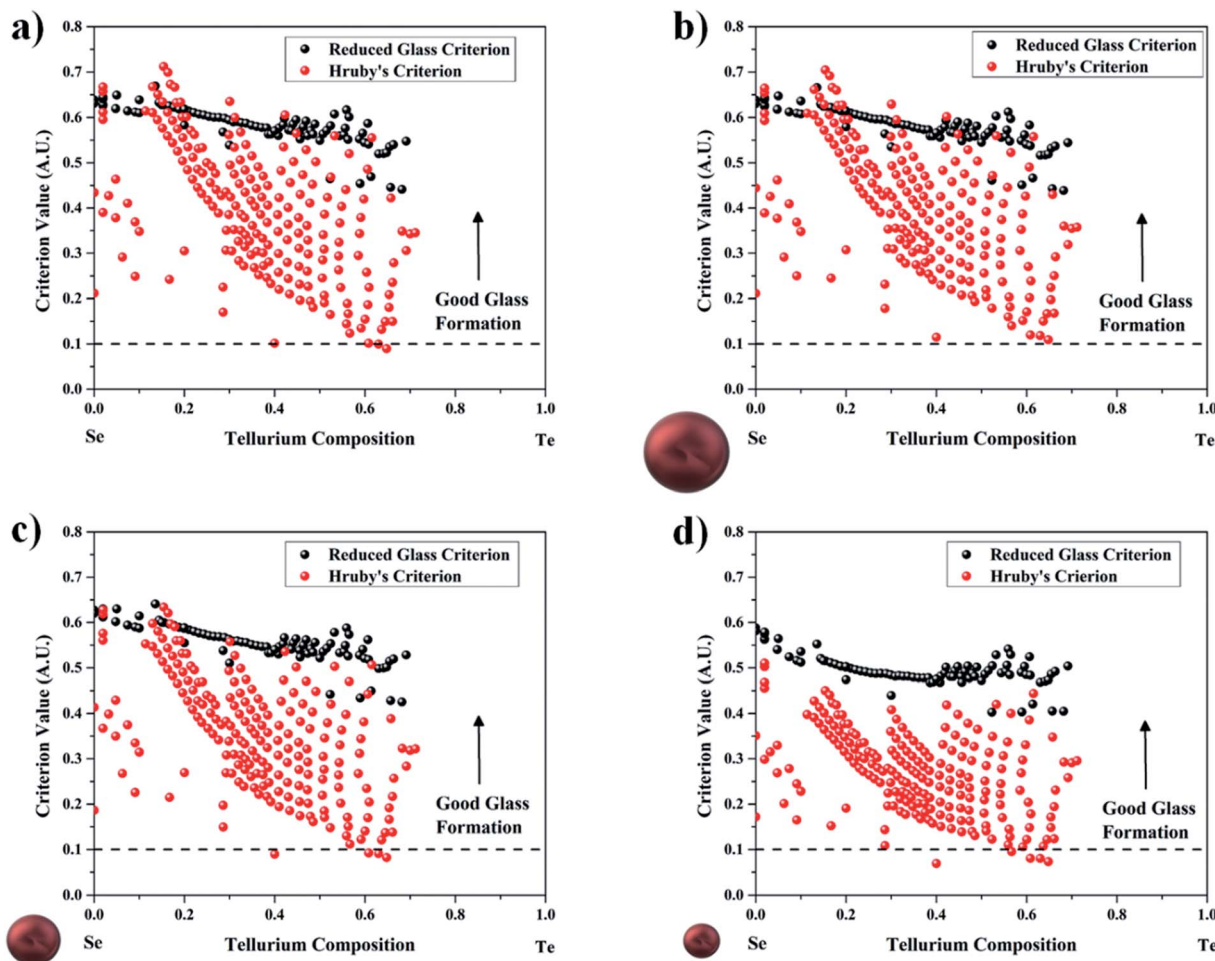 a)
Reduced Glass Criterion
Hruby's Criterion
Criterion Value (A.U.)
0.8
0.7
0.6
0.5
0.4
0.3
0.2
0.1
0.0
Good Glass
Formation
0.0 0.2 0.4 0.6 0.8 1.0
Se Tellurium Composition Te
b)
Reduced Glass Criterion
Hruby's Criterion
Criterion Value (A.U.)
0.8
0.7
0.6
0.5
0.4
0.3
0.2
0.1
0.0
Good Glass
Formation
0.0 0.2 0.4 0.6 0.8 1.0
Se Tellurium Composition Te
c)
Reduced Glass Criterion
Hruby's Criterion
Criterion Value (A.U.)
0.8
0.7
0.6
0.5
0.4
0.3
0.2
0.1
0.0
Good Glass
Formation
0.0 0.2 0.4 0.6 0.8 1.0
Se Tellurium Composition Te
d)
Reduced Glass Criterion
Hruby's Crierion
Criterion Value (A.U.)
0.8
0.7
0.6
0.5
0.4
0.3
0.2
0.1
0.0
Good Glass
Formation
0.0 0.2 0.4 0.6 0.8 1.0
Se Tellurium Composition Te